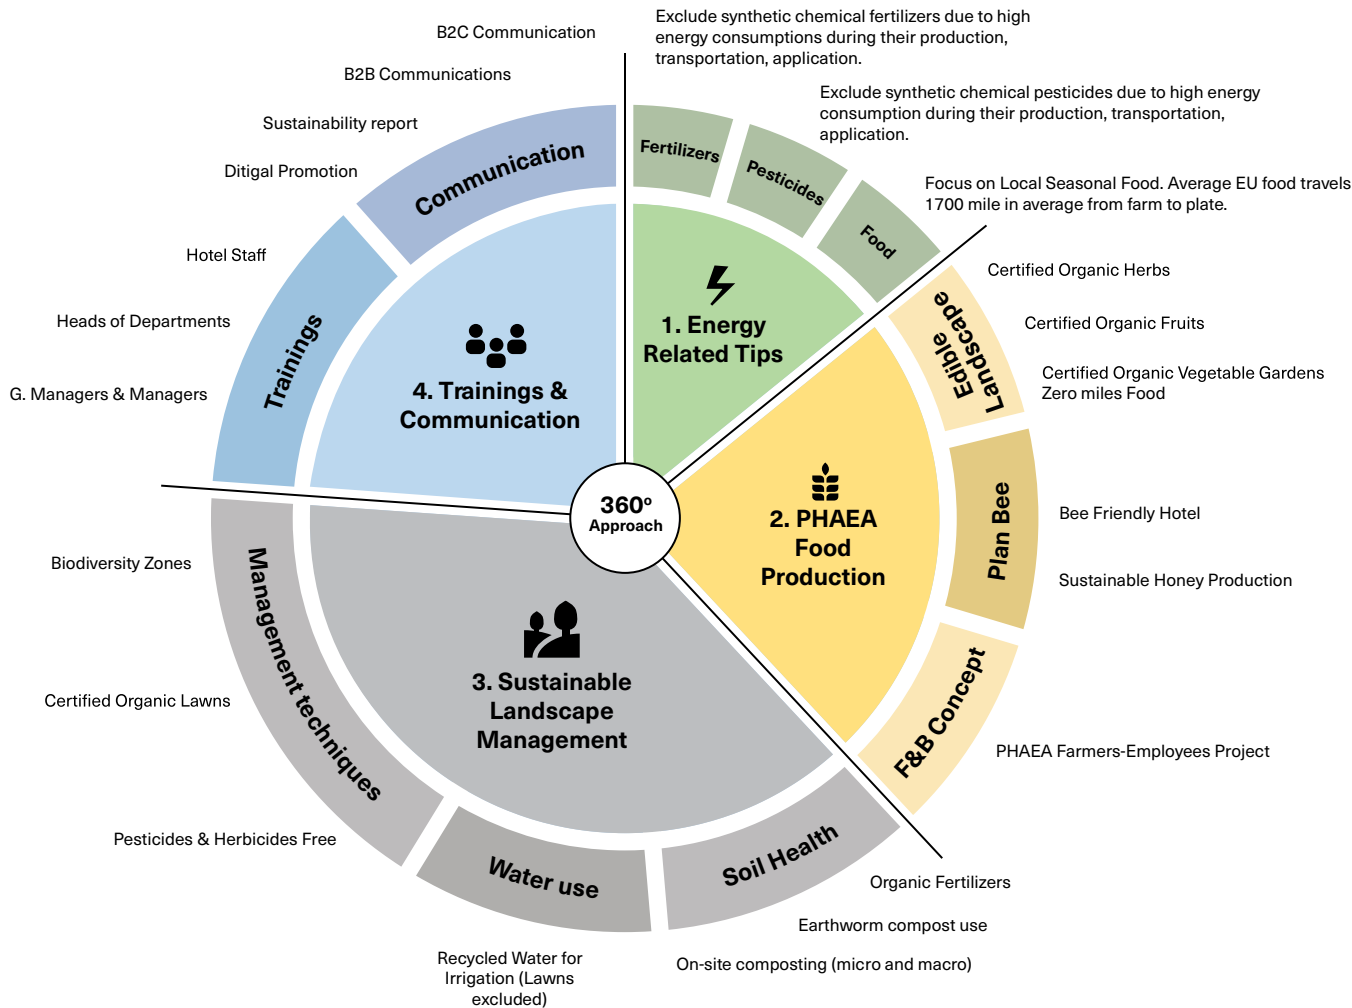 B2C Communication
B2B Communications
Sustainability report
Ditigal Promotion
Hotel Staff
Heads of Departments
G. Managers & Managers
Communication
Trainings
4. Trainings &
Communication
Exclude synthetic chemical fertilizers due to high
energy consumptions during their production,
transportation, application.
Exclude synthetic chemical pesticides due to high energy
consumption during their production, transportation,
application.
Focus on Local Seasonal Food. Average EU food travels
1700 mile in average from farm to plate.
Fertilizers
Pesticides
Food
1. Energy
Related Tips
Certified Organic Herbs
Certified Organic Fruits
Certified Organic Vegetable Gardens
Zero miles Food
Edible
Landscape
Plan Bee
Bee Friendly Hotel
Sustainable Honey Production
F&B Concept
PHAEA Farmers-Employees Project
2. PHAEA
Food
Production
360º
Approach
3. Sustainable
Landscape
Management
Biodiversity Zones
Certified Organic Lawns
Pesticides & Herbicides Free
Management techniques
Water use
Soil Health
Organic Fertilizers
Earthworm compost use
On-site composting (micro and macro)
Recycled Water for
Irrigation (Lawns
excluded)